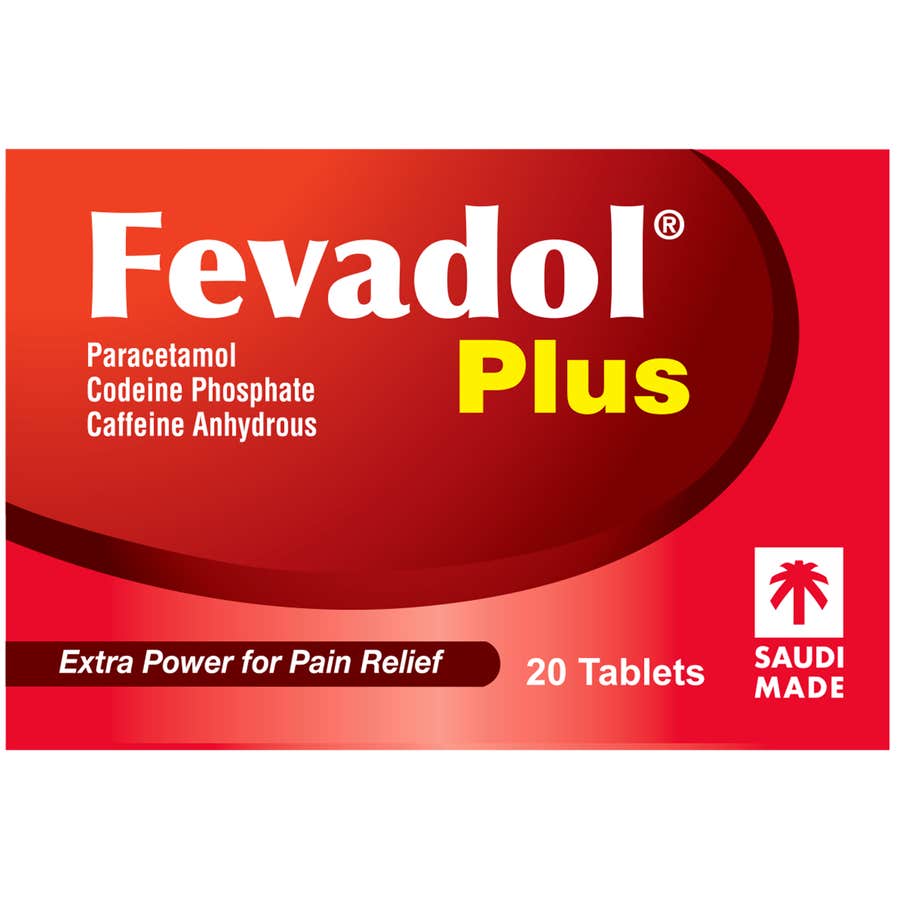 Fevadol®
Plus
Paracetamol
Codeine Phosphate
Caffeine Anhydrous
Extra Power for Pain Relief
20 Tablets
SAUDI
MADE